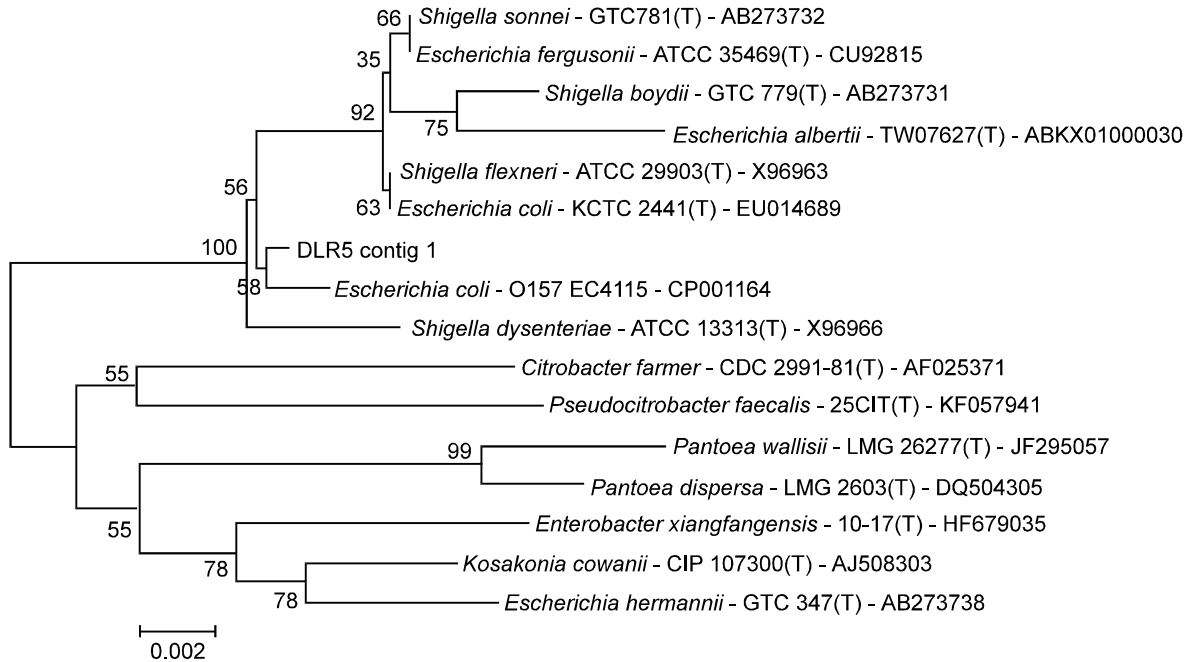 66
Shigella sonnei - GTC781(T) - AB273732
Escherichia fergusonii - ATCC 35469(T) - CU92815
35
Shigella boydii - GTC 779(T) - AB273731
92
75
Escherichia albertii - TW07627(T) - ABKX01000030
Shigella flexneri - ATCC 29903(T) - X96963
56
63
Escherichia coli - KCTC 2441(T) - EU014689
100
DLR5 contig 1
58
Escherichia coli - O157 EC4115 - CP001164
Shigella dysenteriae - ATCC 13313(T) - X96966
55
Citrobacter farmer - CDC 2991-81(T) - AF025371
Pseudocitrobacter faecalis - 25CIT(T) - KF057941
99
Pantoea wallisii - LMG 26277(T) - JF295057
Pantoea dispersa - LMG 2603(T) - DQ504305
55
Enterobacter xiangfangensis - 10-17(T) - HF679035
78
Kosakonia cowanii - CIP 107300(T) - AJ508303
78
Escherichia hermannii - GTC 347(T) - AB273738
0.002